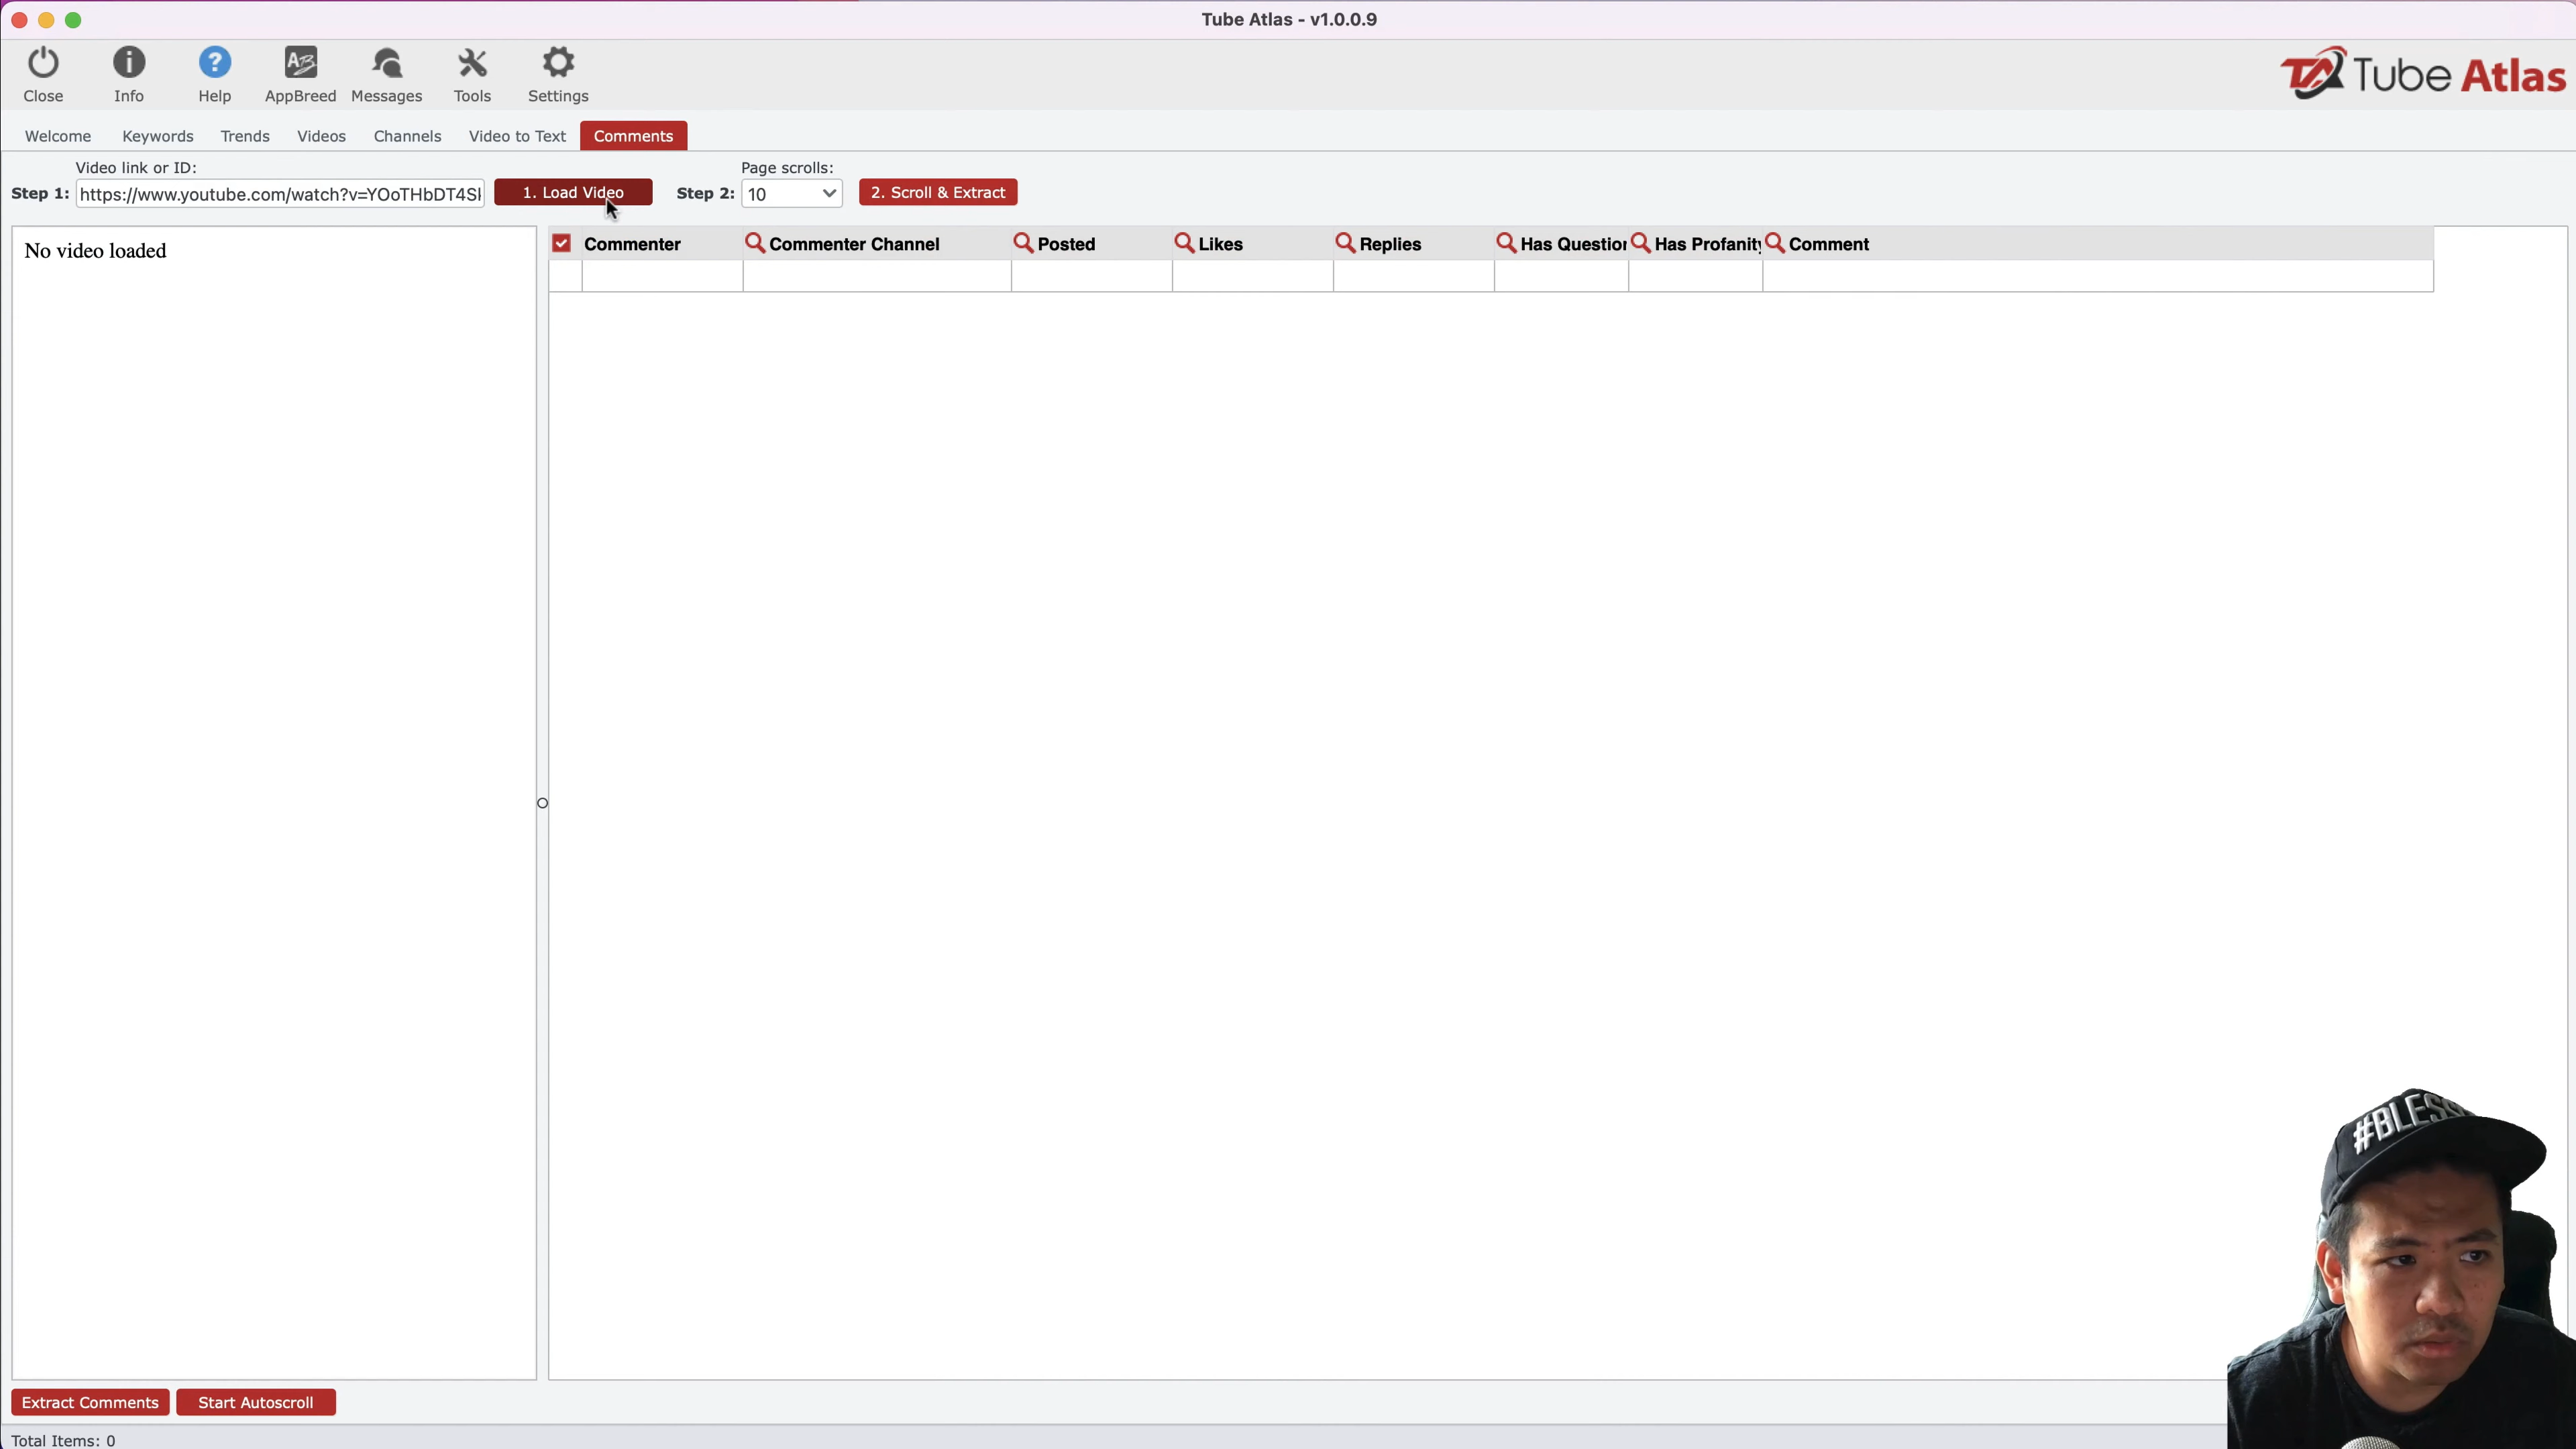 Tube Atlas - v1.0.0.9
Close Info Help AppBreed Messages Tools Settings
Tube Atlas
Welcome Keywords Trends Videos Channels Video to Text Comments
Video link or ID: Page scrolls:
Step 1: https://www.youtube.com/watch?v=YOoTHbDT4S 1. Load Video Step 2: 10 2. Scroll & Extract
No video loaded
Commenter Commenter Channel Posted Likes Replies Has Question Has Profanity Comment
#BLESS
Extract Comments Start Autoscroll
Total Items: 0